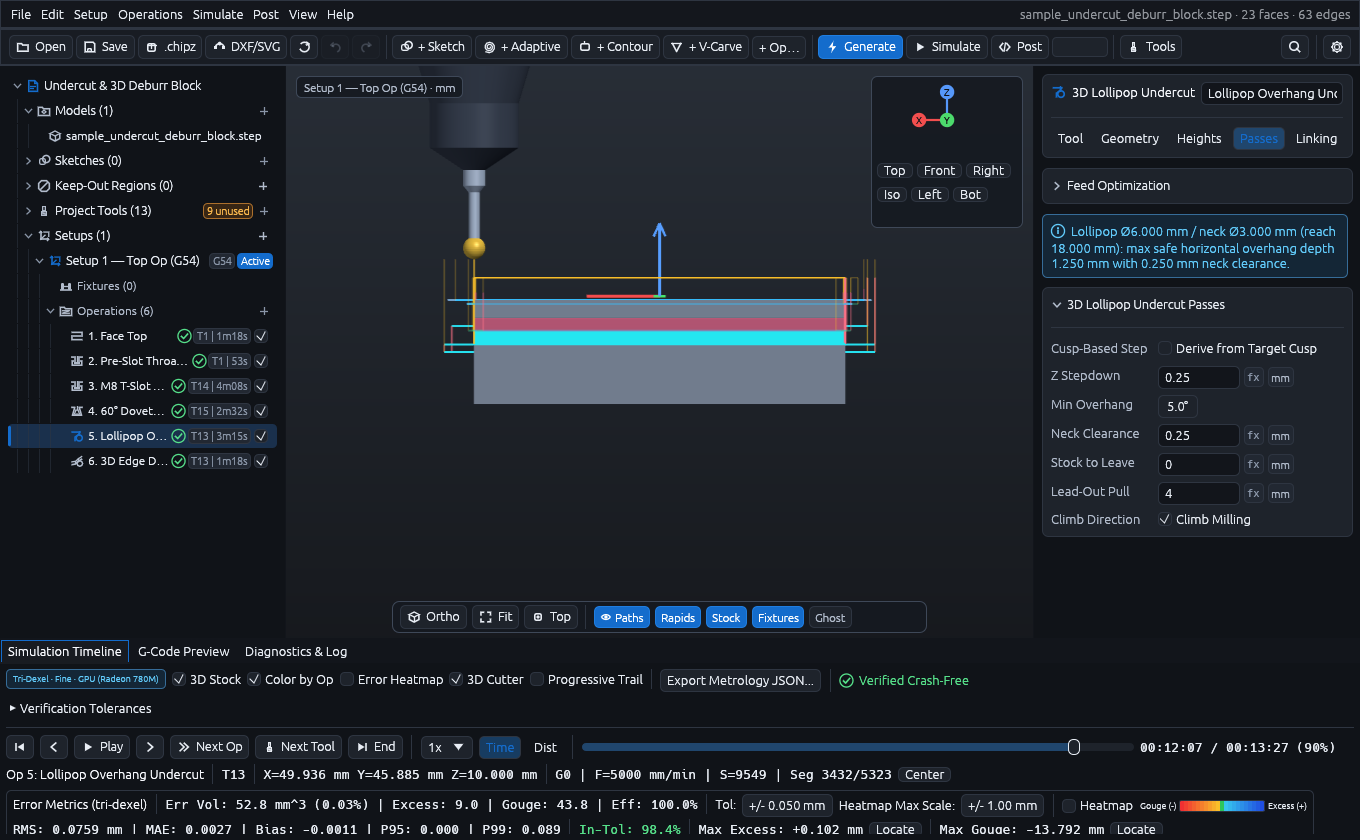 File Edit Setup Operations Simulate Post View Help sample_undercut_deburr_block.step · 23 faces · 63 edges
Open Save .chipz DXF/SVG + Sketch + Adaptive + Contour + V-Carve + Op… Generate Simulate Post Tools
Undercut & 3D Deburr Block
Models (1) +
sample_undercut_deburr_block.step
Sketches (0) +
Keep-Out Regions (0) +
Project Tools (13) 9 unused +
Setups (1) +
Setup 1 — Top Op (G54) G54 Active
Fixtures (0)
Operations (6) +
1. Face Top T1 | 1m18s
2. Pre-Slot Throa… T1 | 53s
3. M8 T-Slot … T14 | 4m08s
4. 60° Dovet… T15 | 2m32s
5. Lollipop O… T13 | 3m15s
6. 3D Edge D… T13 | 1m18s
Setup 1 — Top Op (G54) · mm
Z
X Y
Top Front Right
Iso Left Bot
Ortho Fit Top Paths Rapids Stock Fixtures Ghost
3D Lollipop Undercut Lollipop Overhang Unc
Tool Geometry Heights Passes Linking
Feed Optimization
Lollipop Ø6.000 mm / neck Ø3.000 mm (reach
18.000 mm): max safe horizontal overhang depth
1.250 mm with 0.250 mm neck clearance.
3D Lollipop Undercut Passes
Cusp-Based Step Derive from Target Cusp
Z Stepdown 0.25 fx mm
Min Overhang 5.0°
Neck Clearance 0.25 fx mm
Stock to Leave 0 fx mm
Lead-Out Pull 4 fx mm
Climb Direction Climb Milling
Simulation Timeline G-Code Preview Diagnostics & Log
Tri-Dexel · Fine · GPU (Radeon 780M) 3D Stock Color by Op Error Heatmap 3D Cutter Progressive Trail Export Metrology JSON... Verified Crash-Free
Verification Tolerances
Play Next Op Next Tool End 1x Time Dist 00:12:07 / 00:13:27 (90%)
Op 5: Lollipop Overhang Undercut T13 X=49.936 mm Y=45.885 mm Z=10.000 mm G0 | F=5000 mm/min | S=9549 | Seg 3432/5323 Center
Error Metrics (tri-dexel) Err Vol: 52.8 mm^3 (0.03%) | Excess: 9.0 | Gouge: 43.8 | Eff: 100.0% Tol: +/- 0.050 mm Heatmap Max Scale: +/- 1.00 mm Heatmap Gouge (-) Excess (+)
RMS: 0.0759 mm | MAE: 0.0027 | Bias: -0.0011 | P95: 0.000 | P99: 0.089 In-Tol: 98.4% Max Excess: +0.102 mm Locate Max Gouge: -13.792 mm Locate